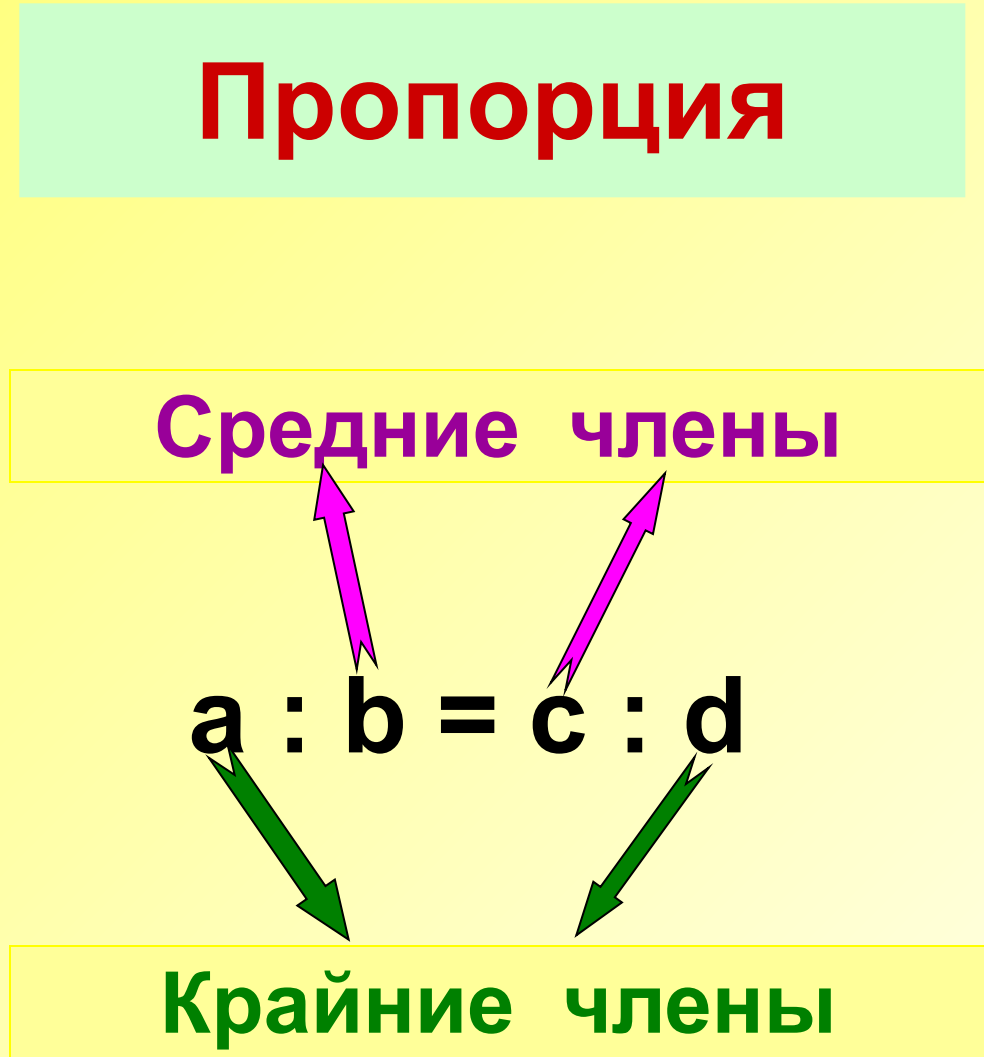 Пропорция
Средние члены
a : b = c : d
Крайние члены